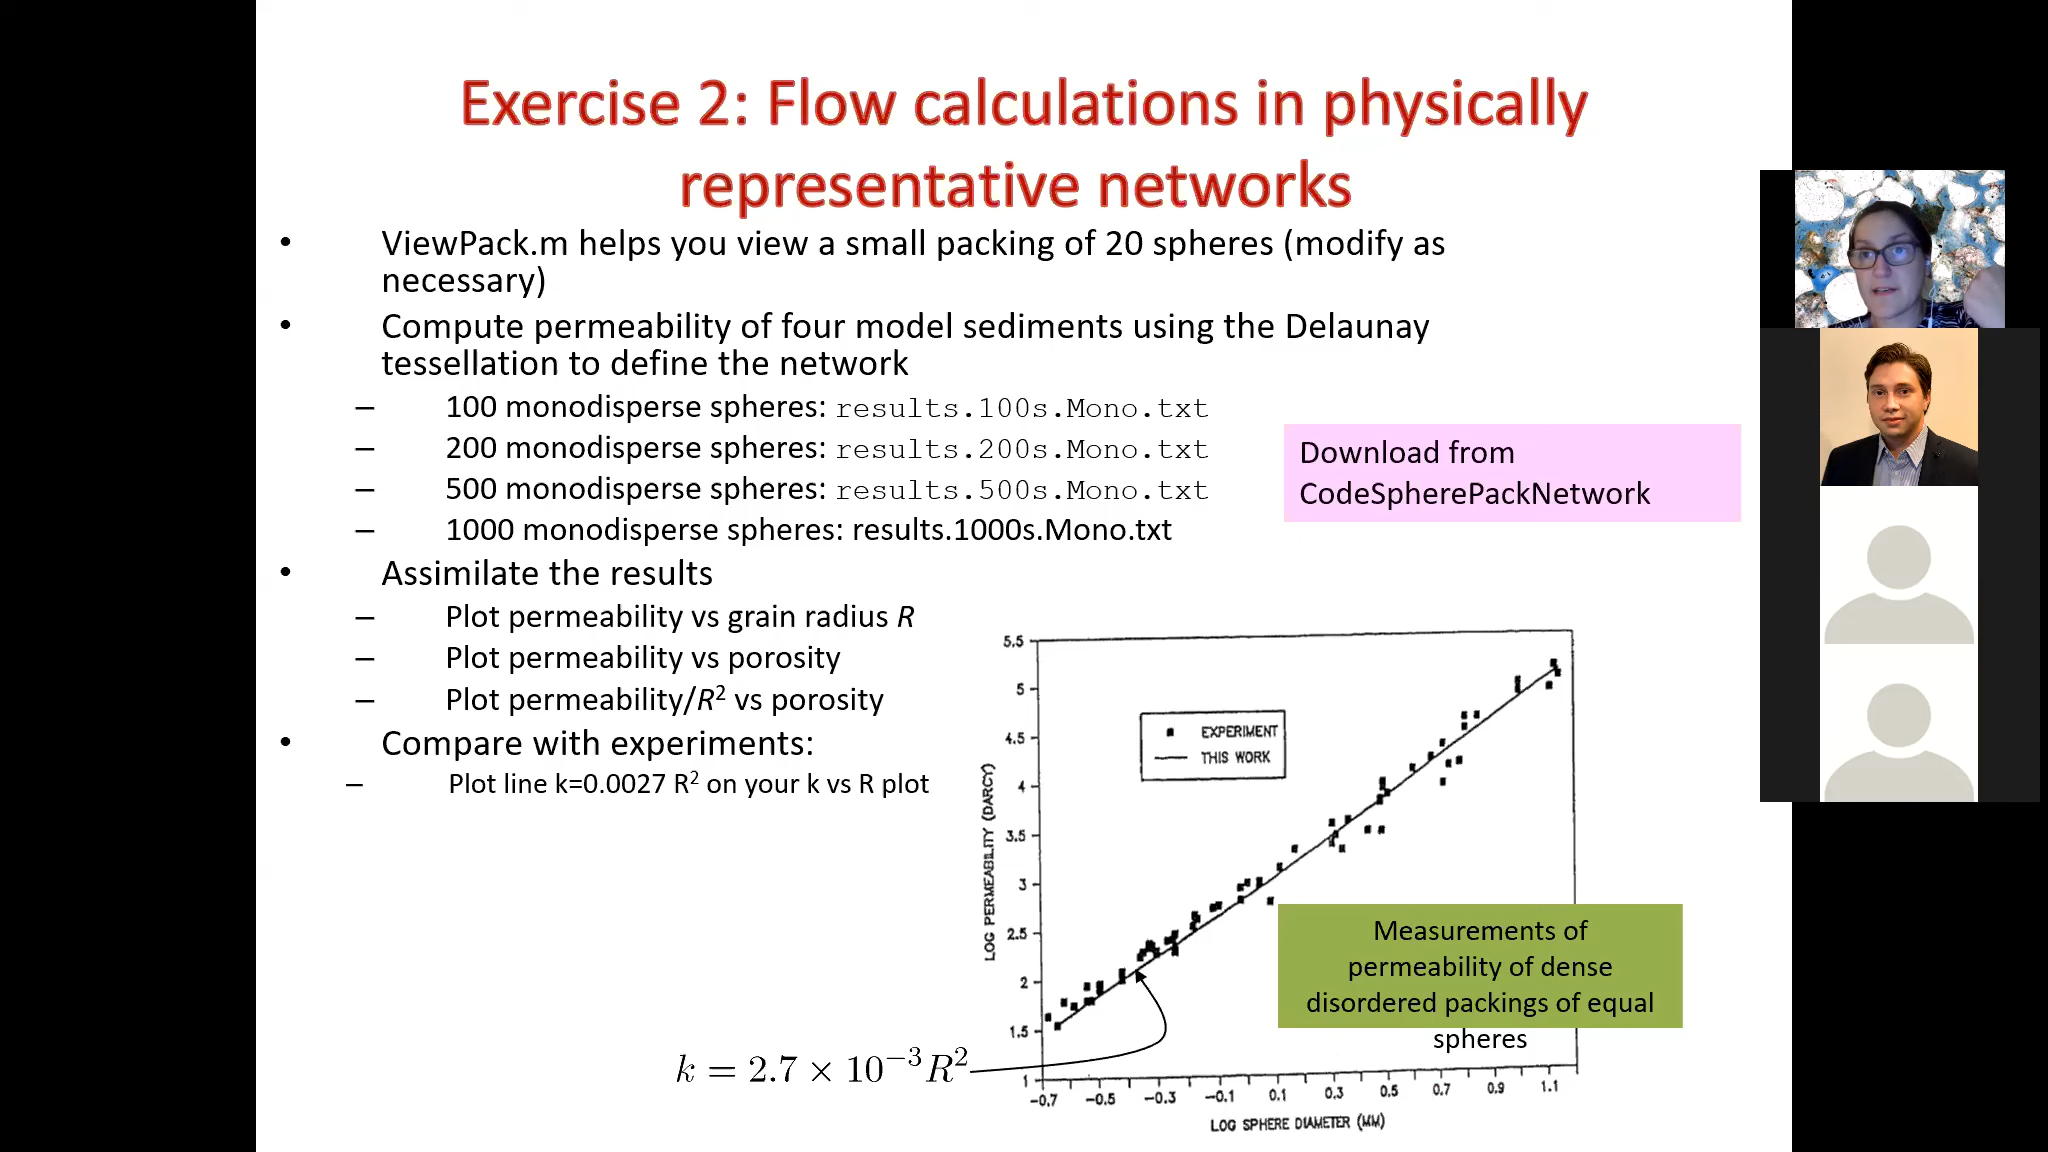 Exercise 2: Flow calculations in physically
representative networks
• ViewPack.m helps you view a small packing of 20 spheres (modify as
necessary)
• Compute permeability of four model sediments using the Delaunay
tessellation to define the network
– 100 monodisperse spheres: results.100s.Mono.txt
– 200 monodisperse spheres: results.200s.Mono.txt
– 500 monodisperse spheres: results.500s.Mono.txt
– 1000 monodisperse spheres: results.1000s.Mono.txt
Download from
CodeSpherePackNetwork
• Assimilate the results
– Plot permeability vs grain radius R
– Plot permeability vs porosity
– Plot permeability/R² vs porosity
• Compare with experiments:
– Plot line k=0.0027 R² on your k vs R plot
k = 2.7 × 10⁻³R²
LOG PERMEABILITY (DARCY)
5.5
5
4.5
4
3.5
3
2.5
2
1.5
1
EXPERIMENT
THIS WORK
Measurements of
permeability of dense
disordered packings of equal
spheres
-0.7 -0.5 -0.3 -0.1 0.1 0.3 0.5 0.7 0.9 1.1
LOG SPHERE DIAMETER (MM)